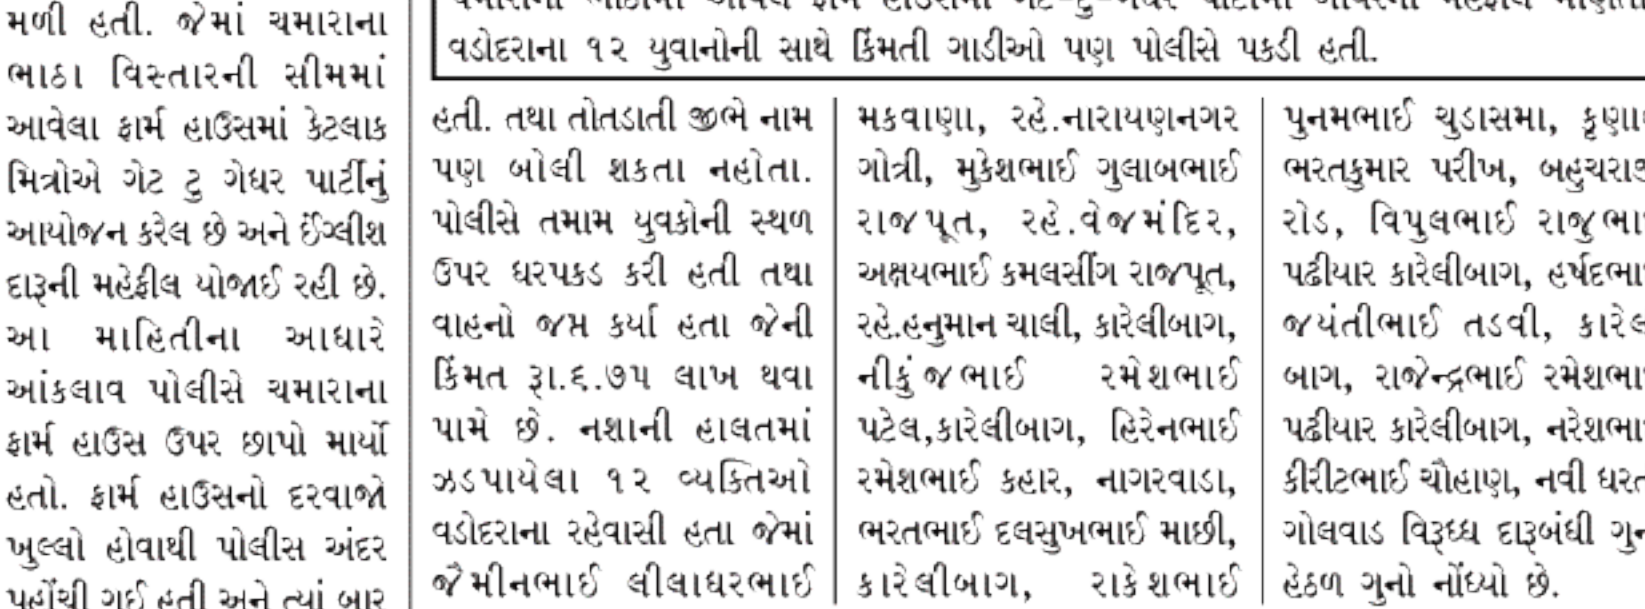 મળી હતી. જેમાં ચમારાના
ભાઠા વિસ્તારની સીમમાં
આવેલા ફાર્મ હાઉસમાં કેટલાક
મિત્રોએ ગેટ ટુ ગેધર પાર્ટીનું
આયોજન કરેલ છે અને ઈંગ્લીશ
દારૂની મહેફીલ યોજાઈ રહી છે.
આ માહિતીના આધારે
આંકલાવ પોલીસે ચમારાના
ફાર્મ હાઉસ ઉપર છાપો માર્યો
હતો. ફાર્મ હાઉસનો દરવાજો
ખુલ્લો હોવાથી પોલીસ અંદર
પહોંચી ગઈ હતી અને ત્યાં બાર
વડોદરાના ૧૨ યુવાનોની સાથે કિંમતી ગાડીઓ પણ પોલીસે પકડી હતી.
હતી. તથા તોતડાતી જીભે નામ
પણ બોલી શકતા નહોતા.
પોલીસે તમામ યુવકોની સ્થળ
ઉપર ધરપકડ કરી હતી તથા
વાહનો જપ્ત કર્યા હતા જેની
કિંમત રૂા.૬.૭૫ લાખ થવા
પામે છે. નશાની હાલતમાં
ઝડપાયેલા ૧૨ વ્યક્તિઓ
વડોદરાના રહેવાસી હતા જેમાં
જૈમીનભાઈ લીલાધરભાઈ
મકવાણા, રહે.નારાયણનગર
ગોત્રી, મુકેશભાઈ ગુલાબભાઈ
રાજપૂત, રહે.વેજમંદિર,
અક્ષયભાઈ કમલસીંગ રાજપૂત,
રહે.હનુમાન ચાલી, કારેલીબાગ,
નીકુંજભાઈ રમેશભાઈ
પટેલ,કારેલીબાગ, હિરેનભાઈ
રમેશભાઈ કહાર, નાગરવાડા,
ભરતભાઈ દલસુખભાઈ માછી,
કારેલીબાગ, રાકેશભાઈ
પુનમભાઈ ચુડાસમા,
ભરતકુમાર પરીખ,
રોડ, વિપુલભાઈ
પઢીયાર કારેલીબાગ,
જયંતીભાઈ તડવી,
બાગ, રાજેન્દ્રભાઈ
પઢીયાર કારેલીબાગ,
કીરીટભાઈ ચૌહાણ, નવી
ગોલવાડ વિરૂધ્ધ દારૂબંધી
હેઠળ ગુનો નોંધ્યો છે.